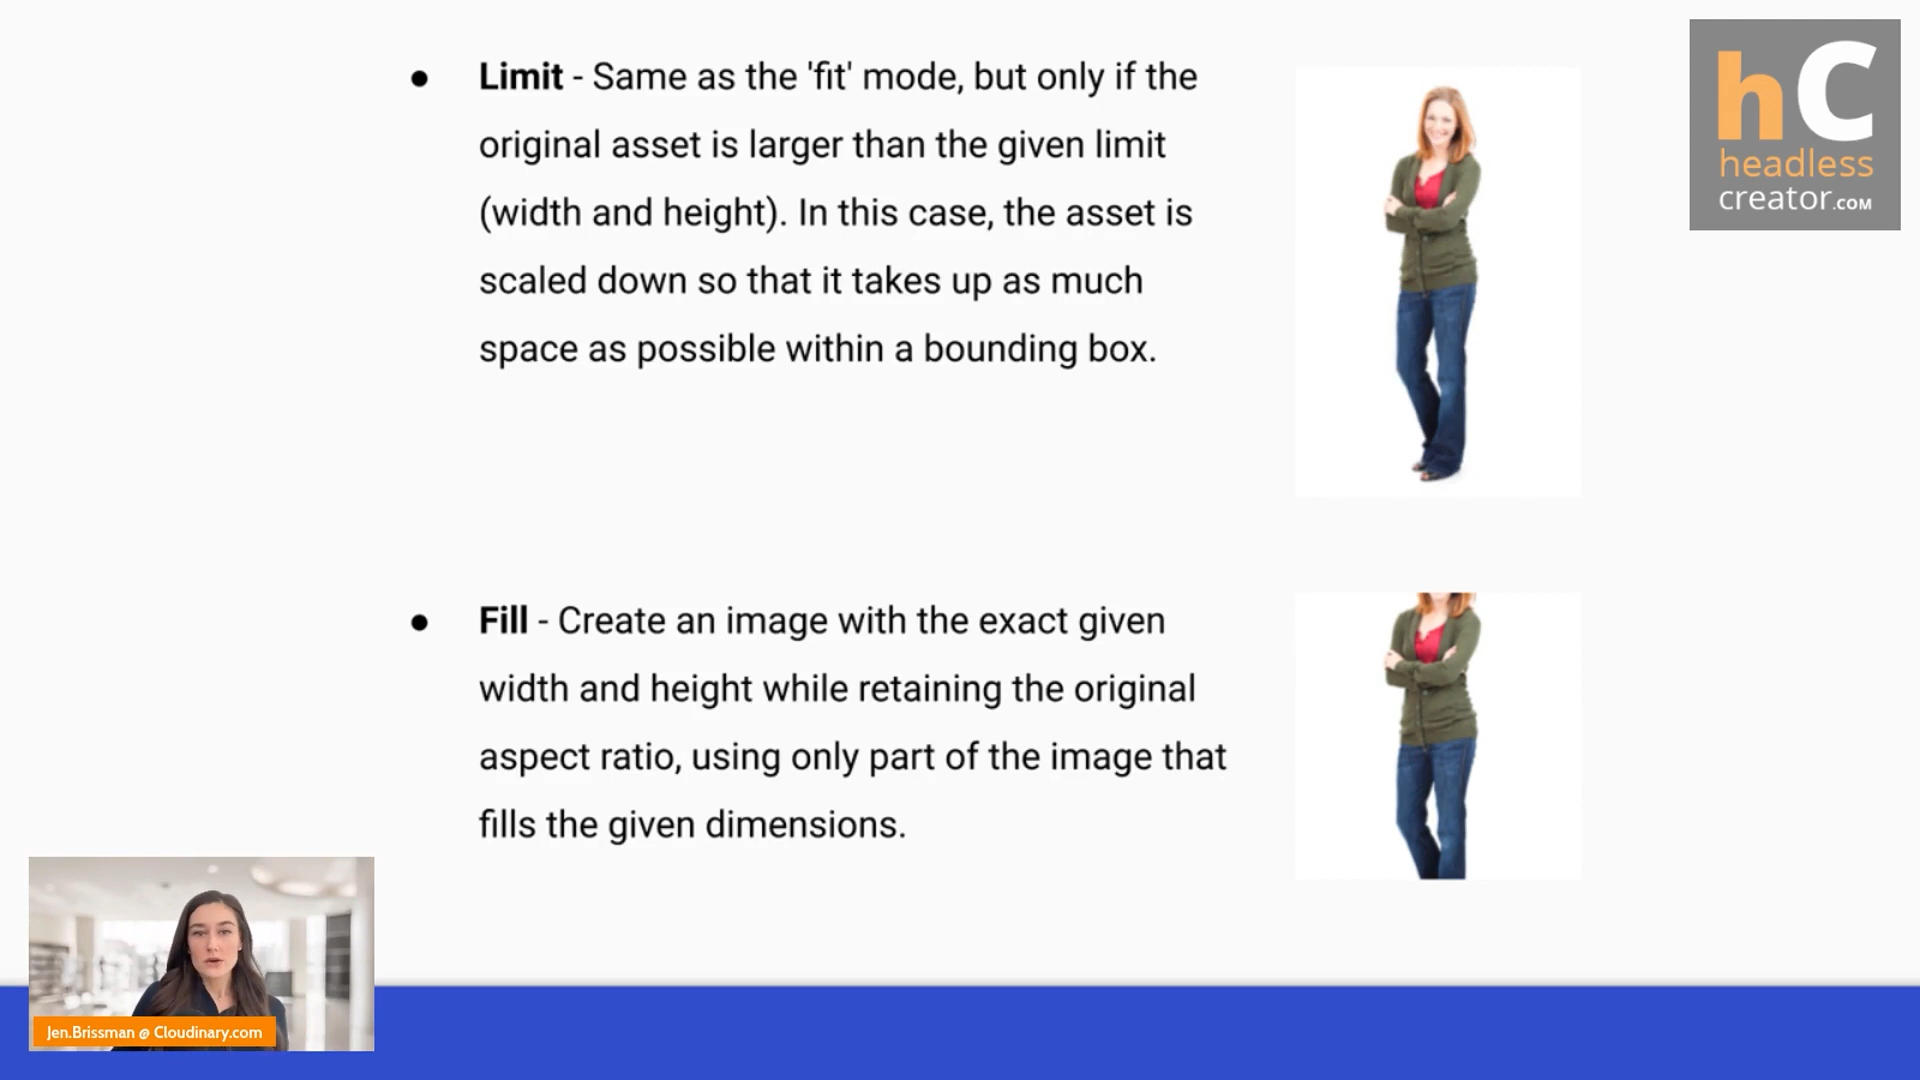 ● Limit - Same as the 'fit' mode, but only if the
original asset is larger than the given limit
(width and height). In this case, the asset is
scaled down so that it takes up as much
space as possible within a bounding box.
● Fill - Create an image with the exact given
width and height while retaining the original
aspect ratio, using only part of the image that
fills the given dimensions.
hC
headless
creator.COM
Jen.Brissman @ Cloudinary.com